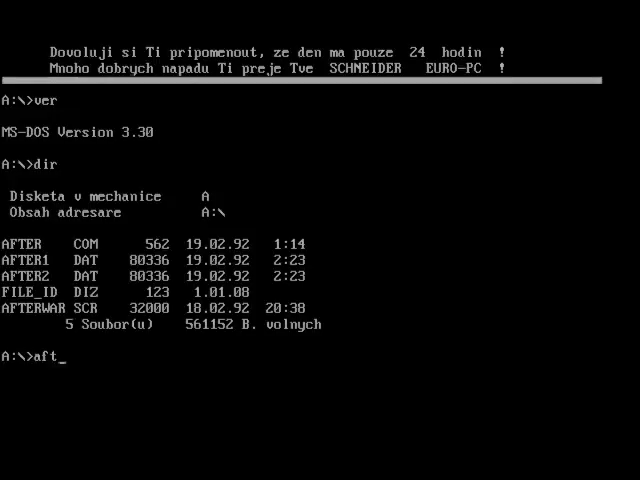 Dovoluji si Ti pripomenout, ze den ma pouze 24 hodin !
Mnoho dobrych napadu Ti preje Tve SCHNEIDER EURO-PC !
A:\>ver
MS-DOS Version 3.30
A:\>dir
Disketa v mechanice A
Obsah adresare A:\
AFTER COM 562 19.02.92 1:14
AFTER1 DAT 80336 19.02.92 2:23
AFTER2 DAT 80336 19.02.92 2:23
FILE_ID DIZ 123 1.01.08
AFTERWAR SCR 32000 18.02.92 20:38
5 Soubor(u) 561152 B. volnych
A:\>aft_